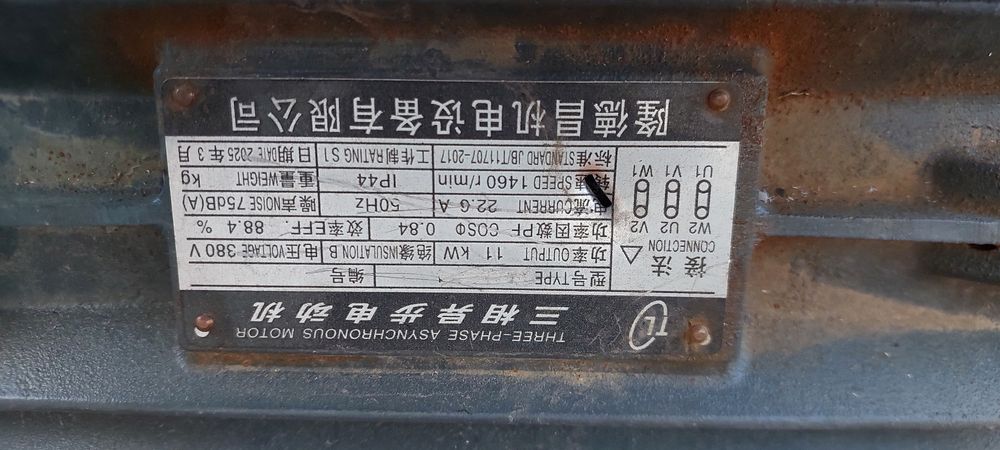 TL
三相异步电动机
THREE-PHASE ASYNCHRONOUS MOTOR
型号TYPE 编号
功率OUTPUT 11 kW 绝缘INSULATION B 电压VOLTAGE 380 V
功率因数PF COSΦ 0.84 效率EFF. 88.4 %
电流CURRENT 22.6 A 50Hz 噪声NOISE 75dB(A)
转速SPEED 1460 r/min IP44 重量WEIGHT kg
标准STANDARD JB/T11707-2017 工作制RATING S1 日期DATE 2025年3月
接法
CONNECTION △
W2 U2 V2
U1 V1 W1
隆德昌机电设备有限公司